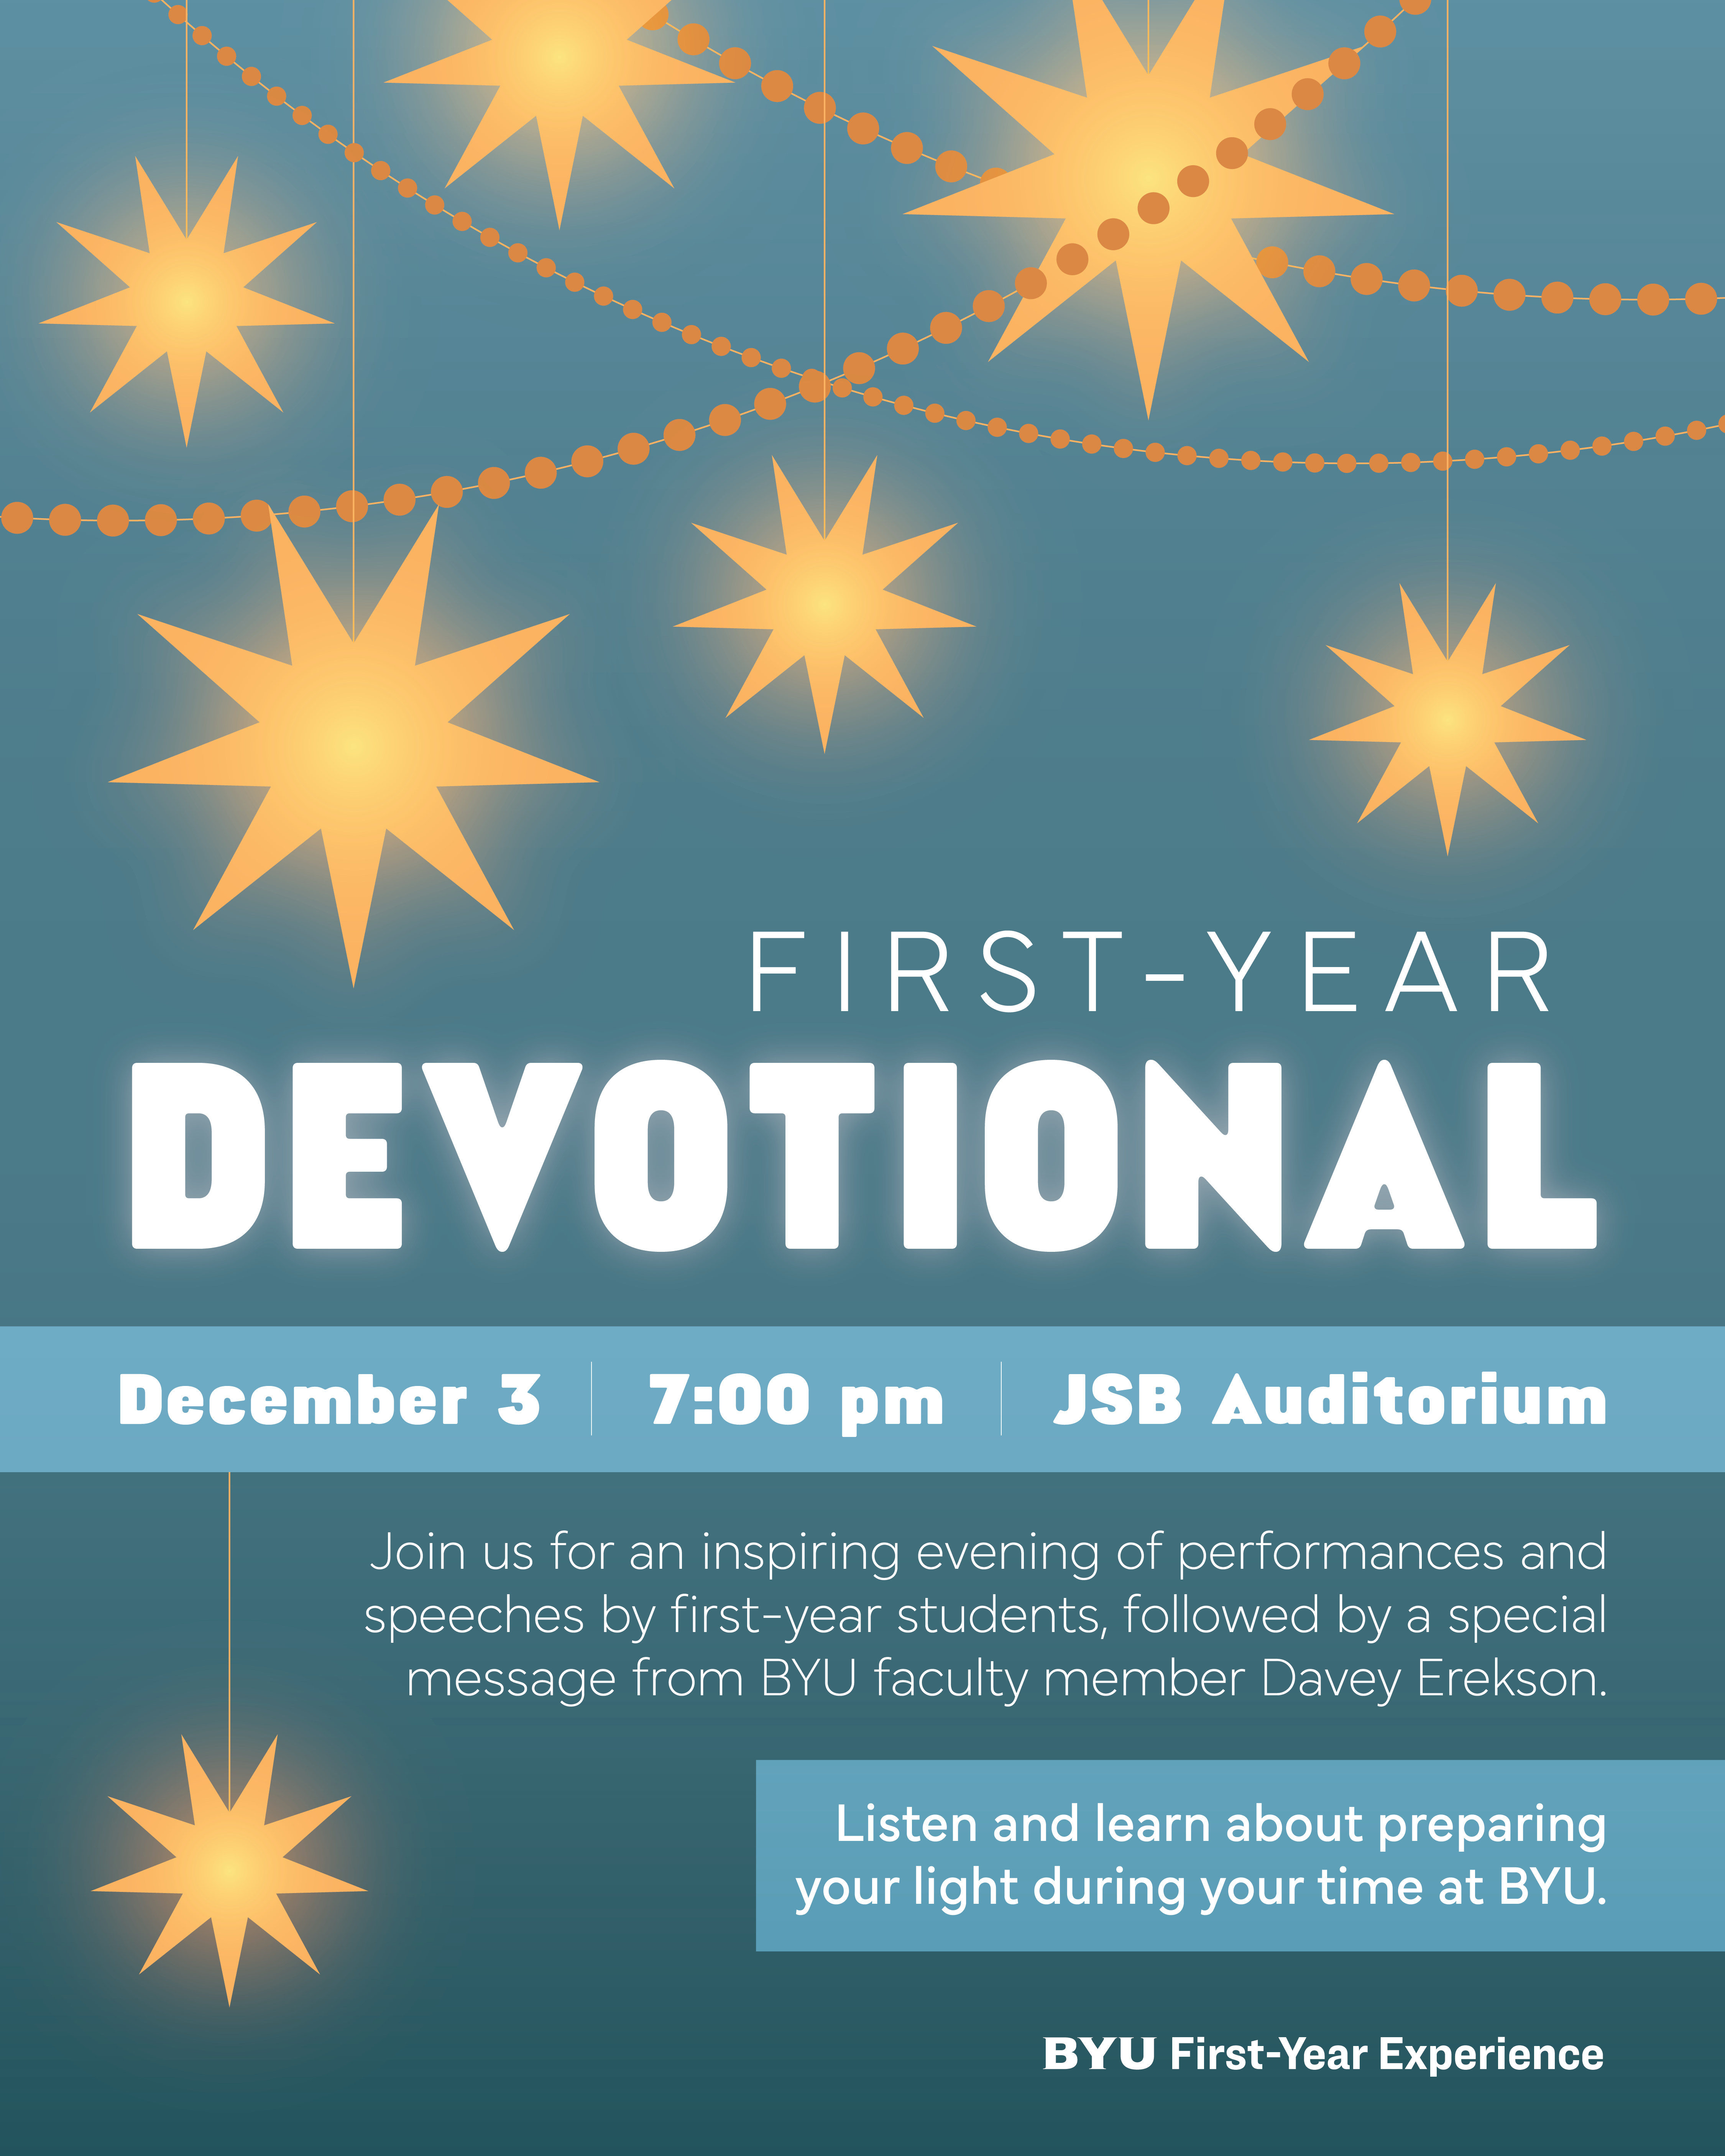 FIRST-YEAR
DEVOTIONAL
December 3
7:00 pm
JSB Auditorium
Join us for an inspiring evening of performances and
speeches by first-year students, followed by a special
message from BYU faculty member Davey Erekson.
Listen and learn about preparing
your light during your time at BYU.
BYU First-Year Experience